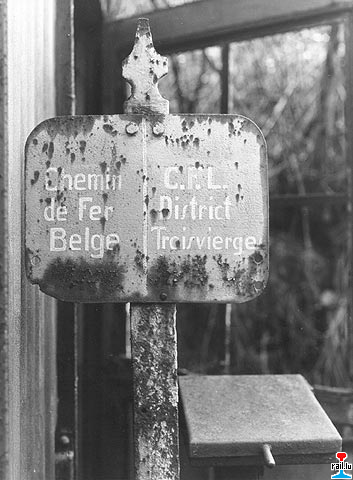 Chemin
de Fer
Belge
C.F.L.
District
Troisvierge
rail.lu